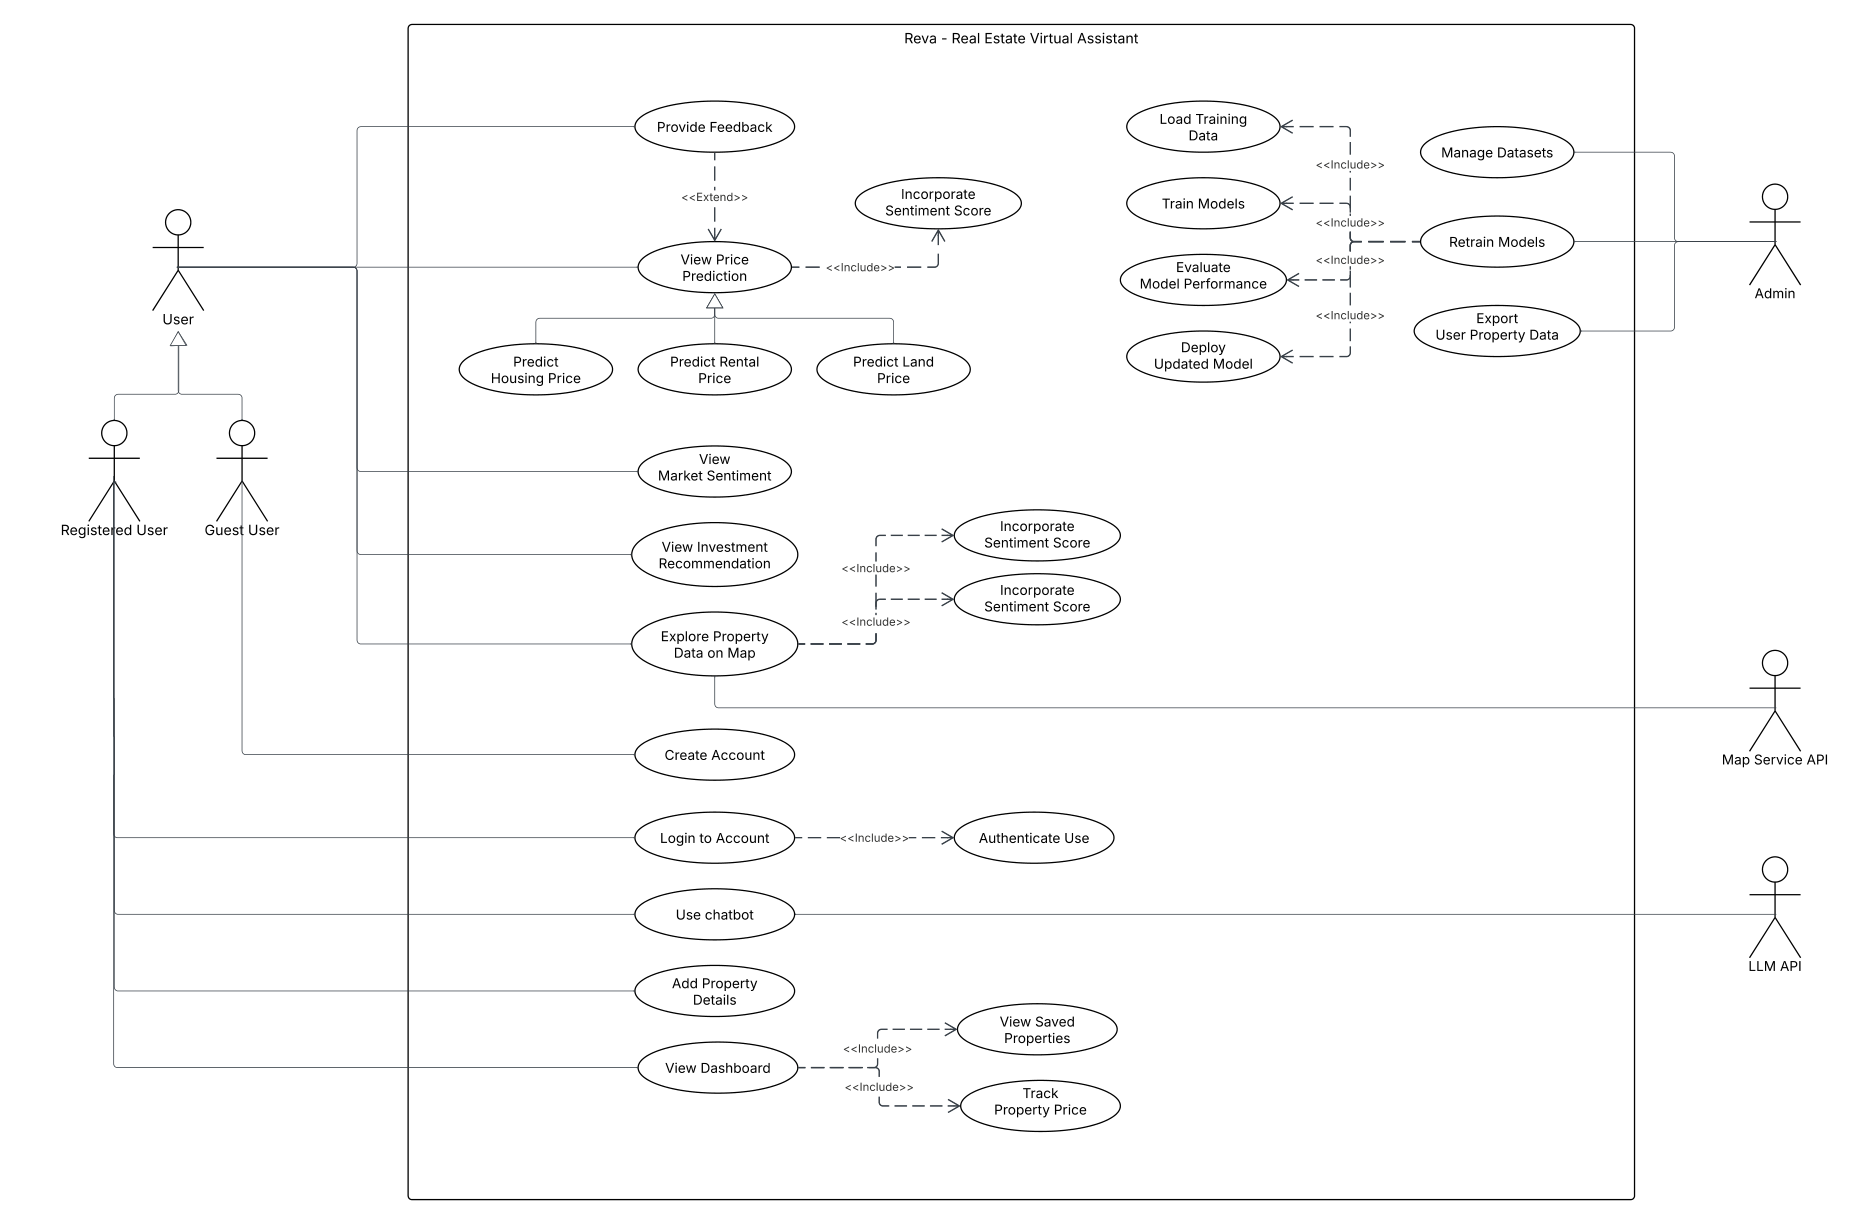 Reva - Real Estate Virtual Assistant
Provide Feedback
<<Extend>>
Incorporate
Sentiment Score
View Price
Prediction
<<Include>>
Predict
Housing Price
Predict Rental
Price
Predict Land
Price
Load Training
Data
<<Include>>
Train Models
<<Include>>
Evaluate
Model Performance
<<Include>>
Deploy
Updated Model
<<Include>>
Manage Datasets
Retrain Models
Export
User Property Data
Admin
User
Registered User
Guest User
View
Market Sentiment
View Investment
Recommendation
Incorporate
Sentiment Score
<<Include>>
Incorporate
Sentiment Score
<<Include>>
Explore Property
Data on Map
Map Service API
Create Account
Login to Account
<<Include>>
Authenticate Use
Use chatbot
LLM API
Add Property
Details
View Dashboard
<<Include>>
View Saved
Properties
<<Include>>
Track
Property Price